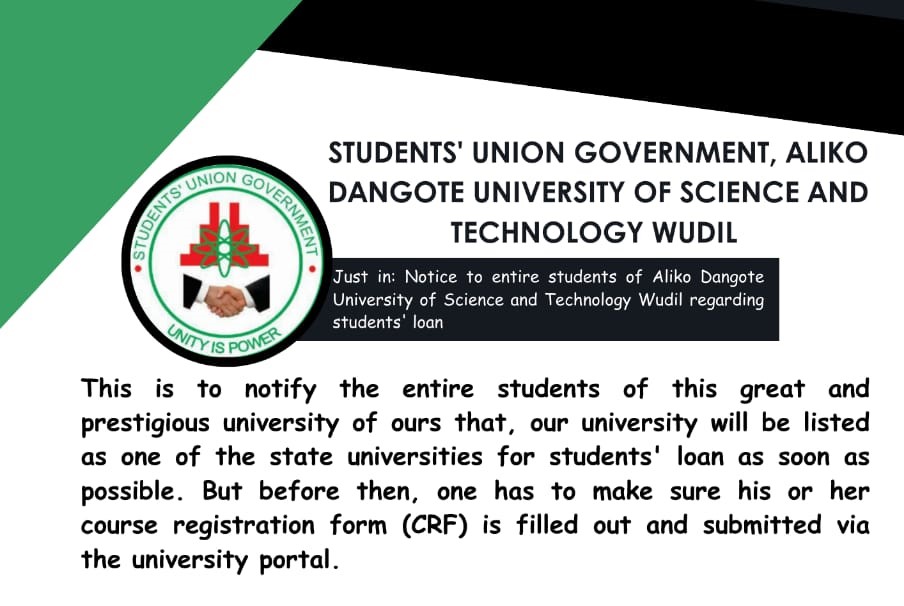 STUDENTS' UNION GOVERNMENT, ALIKO
DANGOTE UNIVERSITY OF SCIENCE AND
TECHNOLOGY WUDIL
STUDENTS' UNION GOVERNMENT
UNITY IS POWER
Just in: Notice to entire students of Aliko Dangote
University of Science and Technology Wudil regarding
students' loan
This is to notify the entire students of this great and
prestigious university of ours that, our university will be listed
as one of the state universities for students' loan as soon as
possible. But before then, one has to make sure his or her
course registration form (CRF) is filled out and submitted via
the university portal.